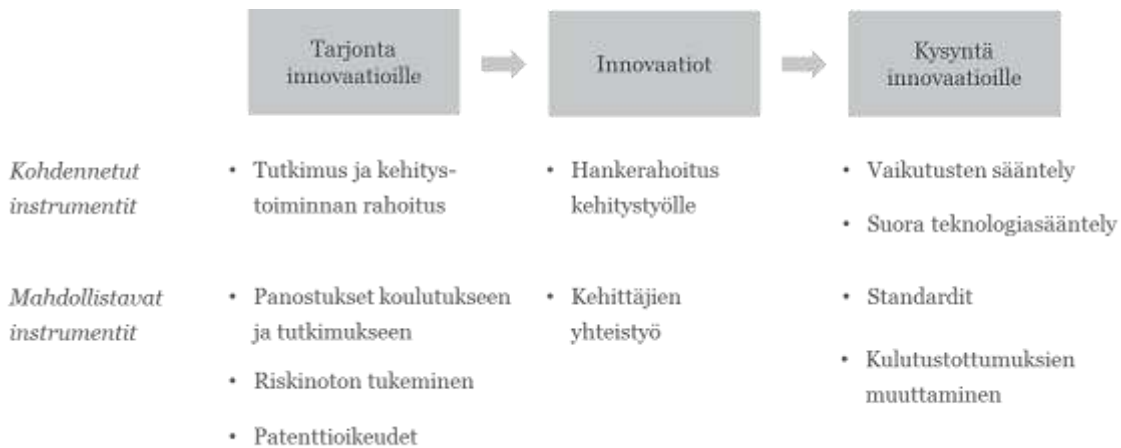 Tarjonta
innovaatioille
Innovaatiot
Kysyntä
innovaatioille
Kohdennetut
instrumentit
• Tutkimus ja kehitys-
toiminnan rahoitus
• Hankerahoitus
kehitystyölle
• Vaikutusten sääntely
• Suora teknologiasääntely
Mahdollistavat
instrumentit
• Panostukset koulutukseen
ja tutkimukseen
• Riskinoton tukeminen
• Patenttioikeudet
• Kehittäjien
yhteistyö
• Standardit
• Kulutustottumuksien
muuttaminen